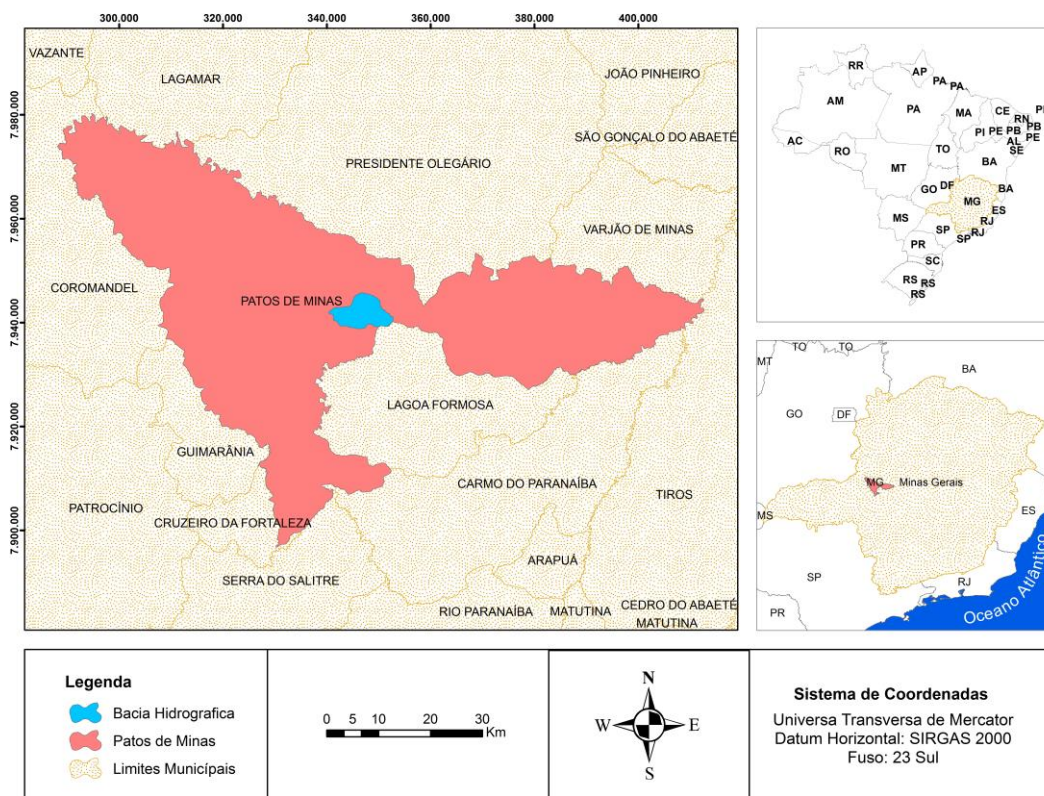 300.000 320.000 340.000 360.000 380.000 400.000
7.980.000
7.960.000
7.940.000
7.920.000
7.900.000
VAZANTE
LAGAMAR
JOÃO PINHEIRO
SÃO GONÇALO DO ABAETÉ
PRESIDENTE OLEGÁRIO
VARJÃO DE MINAS
COROMANDEL
PATOS DE MINAS
LAGOA FORMOSA
GUIMARÂNIA
CARMO DO PARANAÍBA
TIROS
PATROCÍNIO
CRUZEIRO DA FORTALEZA
ARAPUÁ
SERRA DO SALITRE
RIO PARANAÍBA
MATUTINA
CEDRO DO ABAETÉ
MATUTINA
RR
AP
PA
PA
AM
PA
MA
CE
RN
PI
PE
PB
PB
PE
AL
SE
AC
RO
TO
MT
BA
GO
DF
BA
MG
MS
ES
RJ
SP
RJ
SP
PR
SC
RS
RS
RS
MT
TO
TO
BA
GO
DF
MG
Minas Gerais
MS
ES
SP
RJ
PR
Oceano Atlântico
Legenda
Bacia Hidrografica
Patos de Minas
Limites Municípais
0 5 10 20 30
Km
N
W
E
S
Sistema de Coordenadas
Universa Transversa de Mercator
Datum Horizontal: SIRGAS 2000
Fuso: 23 Sul